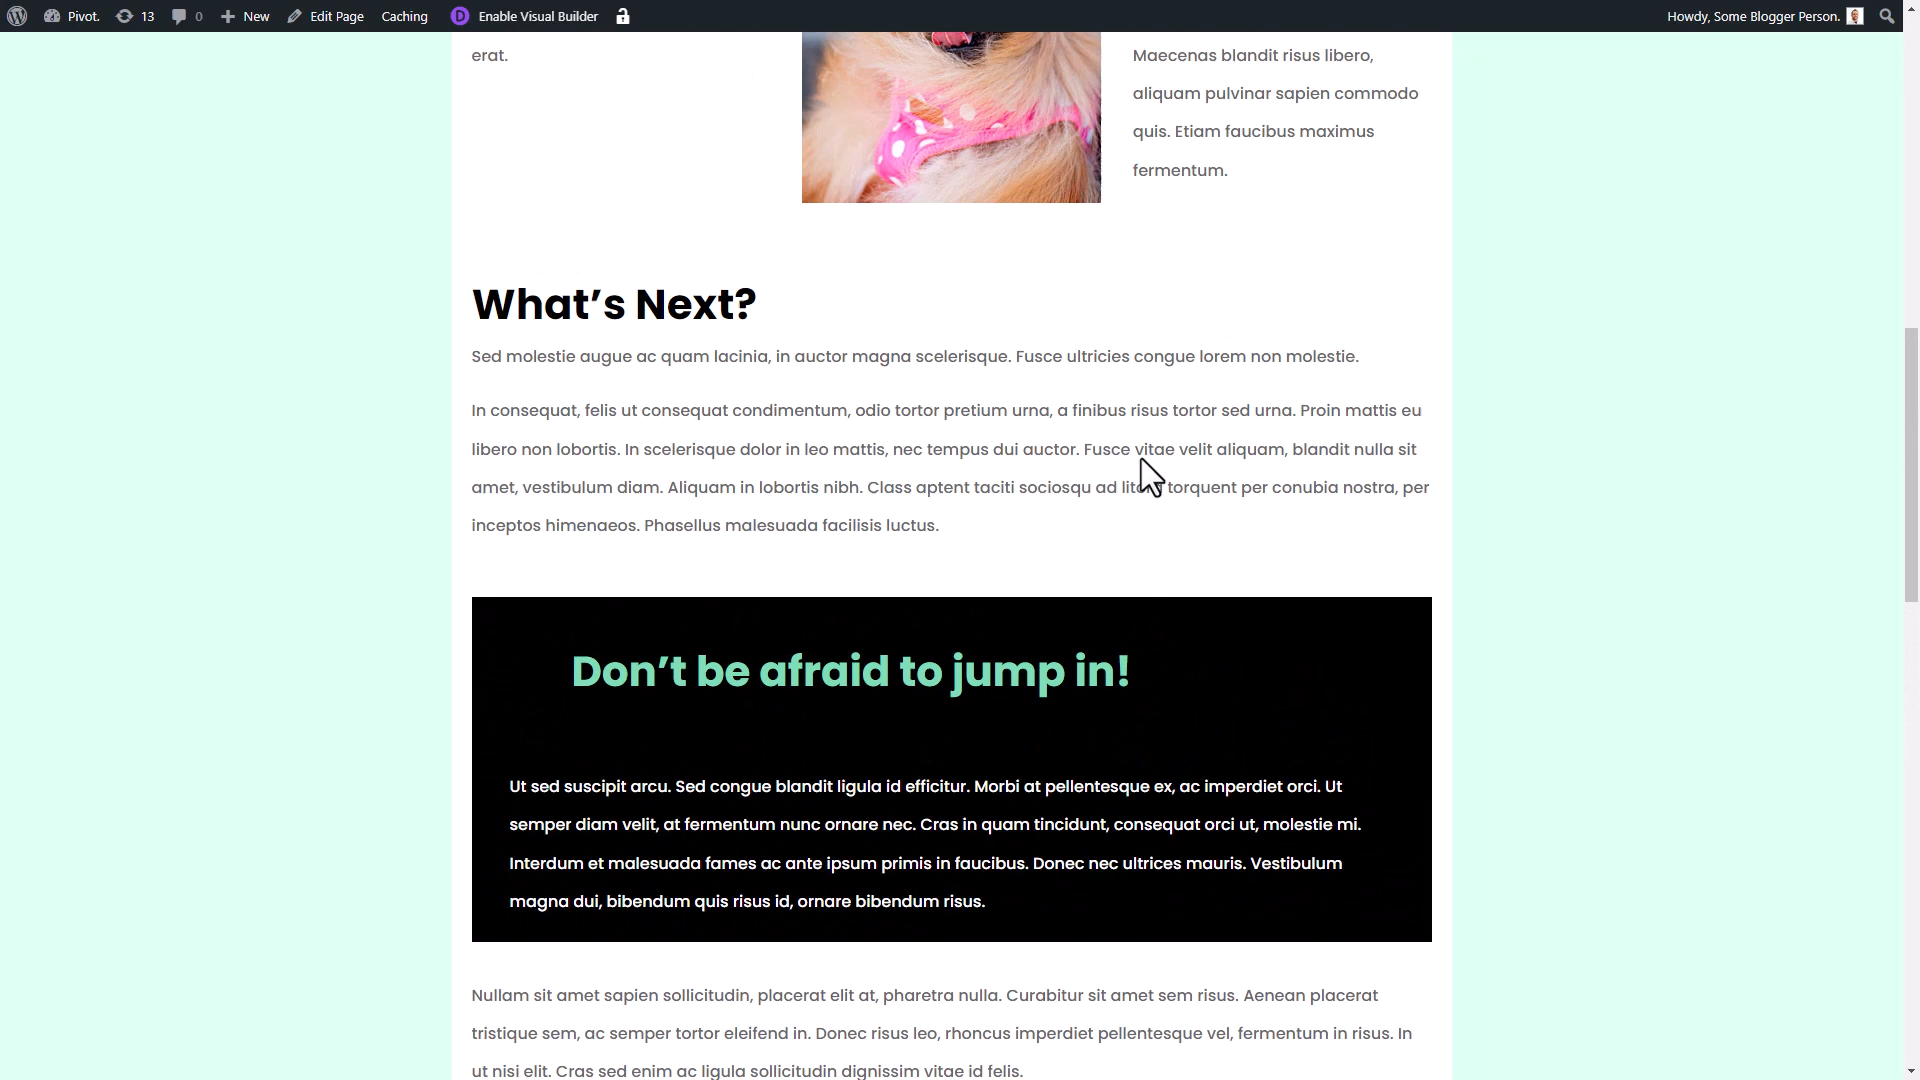 Pivot. 13 0 New Edit Page Caching D Enable Visual Builder Howdy, Some Blogger Person.
erat.
Maecenas blandit risus libero,
aliquam pulvinar sapien commodo
quis. Etiam faucibus maximus
fermentum.
What’s Next?
Sed molestie augue ac quam lacinia, in auctor magna scelerisque. Fusce ultricies congue lorem non molestie.
In consequat, felis ut consequat condimentum, odio tortor pretium urna, a finibus risus tortor sed urna. Proin mattis eu
libero non lobortis. In scelerisque dolor in leo mattis, nec tempus dui auctor. Fusce vitae velit aliquam, blandit nulla sit
amet, vestibulum diam. Aliquam in lobortis nibh. Class aptent taciti sociosqu ad litora torquent per conubia nostra, per
inceptos himenaeos. Phasellus malesuada facilisis luctus.
Don’t be afraid to jump in!
Ut sed suscipit arcu. Sed congue blandit ligula id efficitur. Morbi at pellentesque ex, ac imperdiet orci. Ut
semper diam velit, at fermentum nunc ornare nec. Cras in quam tincidunt, consequat orci ut, molestie mi.
Interdum et malesuada fames ac ante ipsum primis in faucibus. Donec nec ultrices mauris. Vestibulum
magna dui, bibendum quis risus id, ornare bibendum risus.
Nullam sit amet sapien sollicitudin, placerat elit at, pharetra nulla. Curabitur sit amet sem risus. Aenean placerat
tristique sem, ac semper tortor eleifend in. Donec risus leo, rhoncus imperdiet pellentesque vel, fermentum in risus. In
ut nisi elit. Cras sed enim ac ligula sollicitudin dignissim vitae id felis.